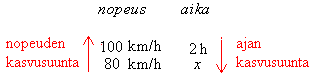 nopeus aika
nopeuden 100 km/h 2 h ajan
kasvusuunta 80 km/h x kasvusuunta